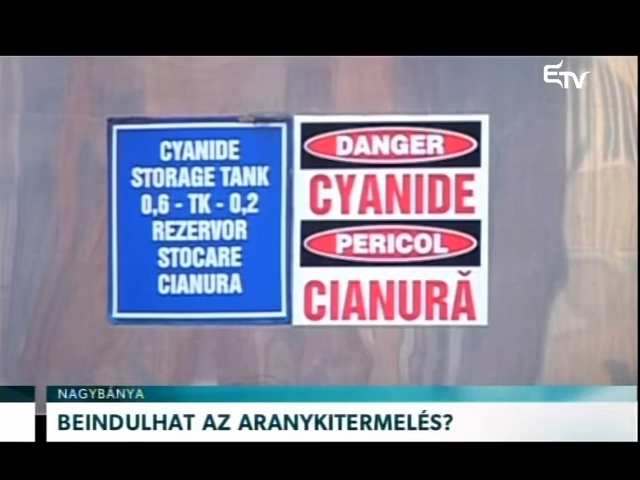 ETV
CYANIDE
STORAGE TANK
0,6 - TK - 0,2
REZERVOR
STOCARE
CIANURA
DANGER
CYANIDE
PERICOL
CIANURĂ
NAGYBÁNYA
BEINDULHAT AZ ARANYKITERMELÉS?